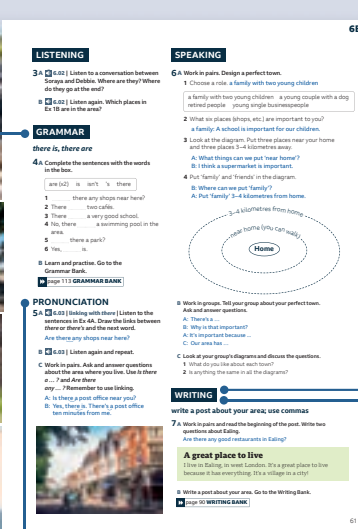 6B
LISTENING
3 A 6.02 | Listen to a conversation between
Soraya and Debbie. Where are they? Where
do they go at the end?
B 6.02 | Listen again. Which places in
Ex 1B are in the area?
GRAMMAR
there is, there are
4 A Complete the sentences with the words
in the box.
are (x2) is isn't 's there
1 there any shops near here?
2 There two cafés.
3 There a very good school.
4 No, there a swimming pool in the
area.
5 there a park?
6 Yes, is.
B Learn and practise. Go to the
Grammar Bank.
page 113 GRAMMAR BANK
PRONUNCIATION
5 A 6.03 | linking with there | Listen to the
sentences in Ex 4A. Draw the links between
there or there's and the next word.
Are there any shops near here?
B 6.03 | Listen again and repeat.
C Work in pairs. Ask and answer questions
about the area where you live. Use Is there
a … ? and Are there
any … ? Remember to use linking.
A: Is there a post office near you?
B: Yes, there is. There's a post office
ten minutes from me.
SPEAKING
6 A Work in pairs. Design a perfect town.
1 Choose a role. a family with two young children
a family with two young children a young couple with a dog
retired people young single businesspeople
2 What six places (shops, etc.) are important to you?
a family: A school is important for our children.
3 Look at the diagram. Put three places near your home
and three places 3–4 kilometres away.
A: What things can we put 'near home'?
B: I think a supermarket is important.
4 Put 'family' and 'friends' in the diagram.
B: Where can we put 'family'?
A: Put 'family' 3–4 kilometres from home.
3–4 kilometres from home
near home (you can walk)
Home
B Work in groups. Tell your group about your perfect town.
Ask and answer questions.
A: There's a …
B: Why is that important?
A: It's important because …
C: Our area has …
C Look at your group's diagrams and discuss the questions.
1 What do you like about each town?
2 Is anything the same in all the diagrams?
WRITING
write a post about your area; use commas
7 A Work in pairs and read the beginning of the post. Write two
questions about Ealing.
Are there any good restaurants in Ealing?
A great place to live
I live in Ealing, in west London. It's a great place to live
because it has everything. It's a village in a city!
B Write a post about your area. Go to the Writing Bank.
page 90 WRITING BANK
61